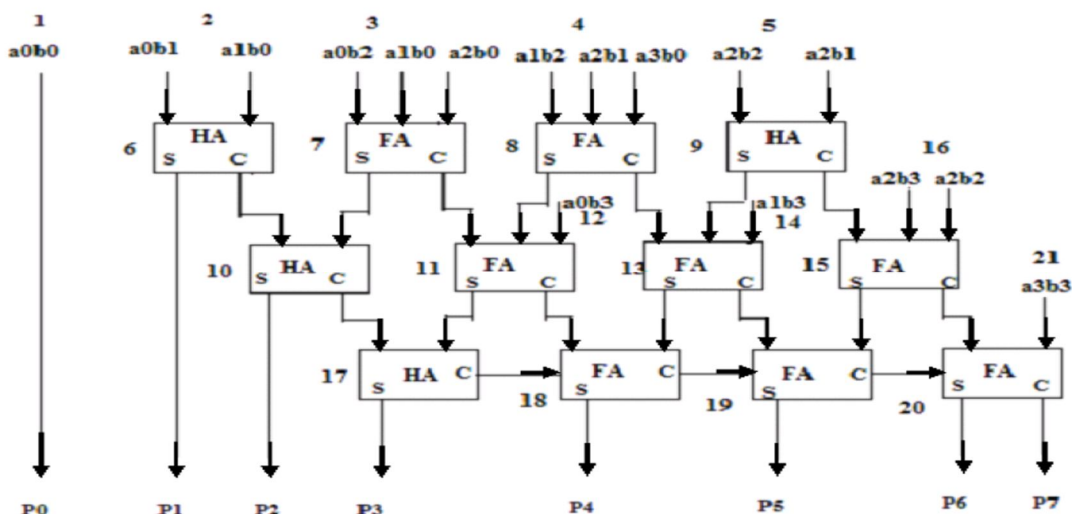 1 2 3 4 5
a0b0 a0b1 a1b0 a0b2 a1b0 a2b0 a1b2 a2b1 a3b0 a2b2 a2b1
6 HA 7 FA 8 FA 9 HA 16
S C S C S C S C
a2b3 a2b2
a0b3 a1b3
12 14
10 HA 11 FA 13 FA 15 FA 21
S C S C S C S C
a3b3
17 HA C FA C FA C FA
S 18 S 19 S 20 S C
P0 P1 P2 P3 P4 P5 P6 P7